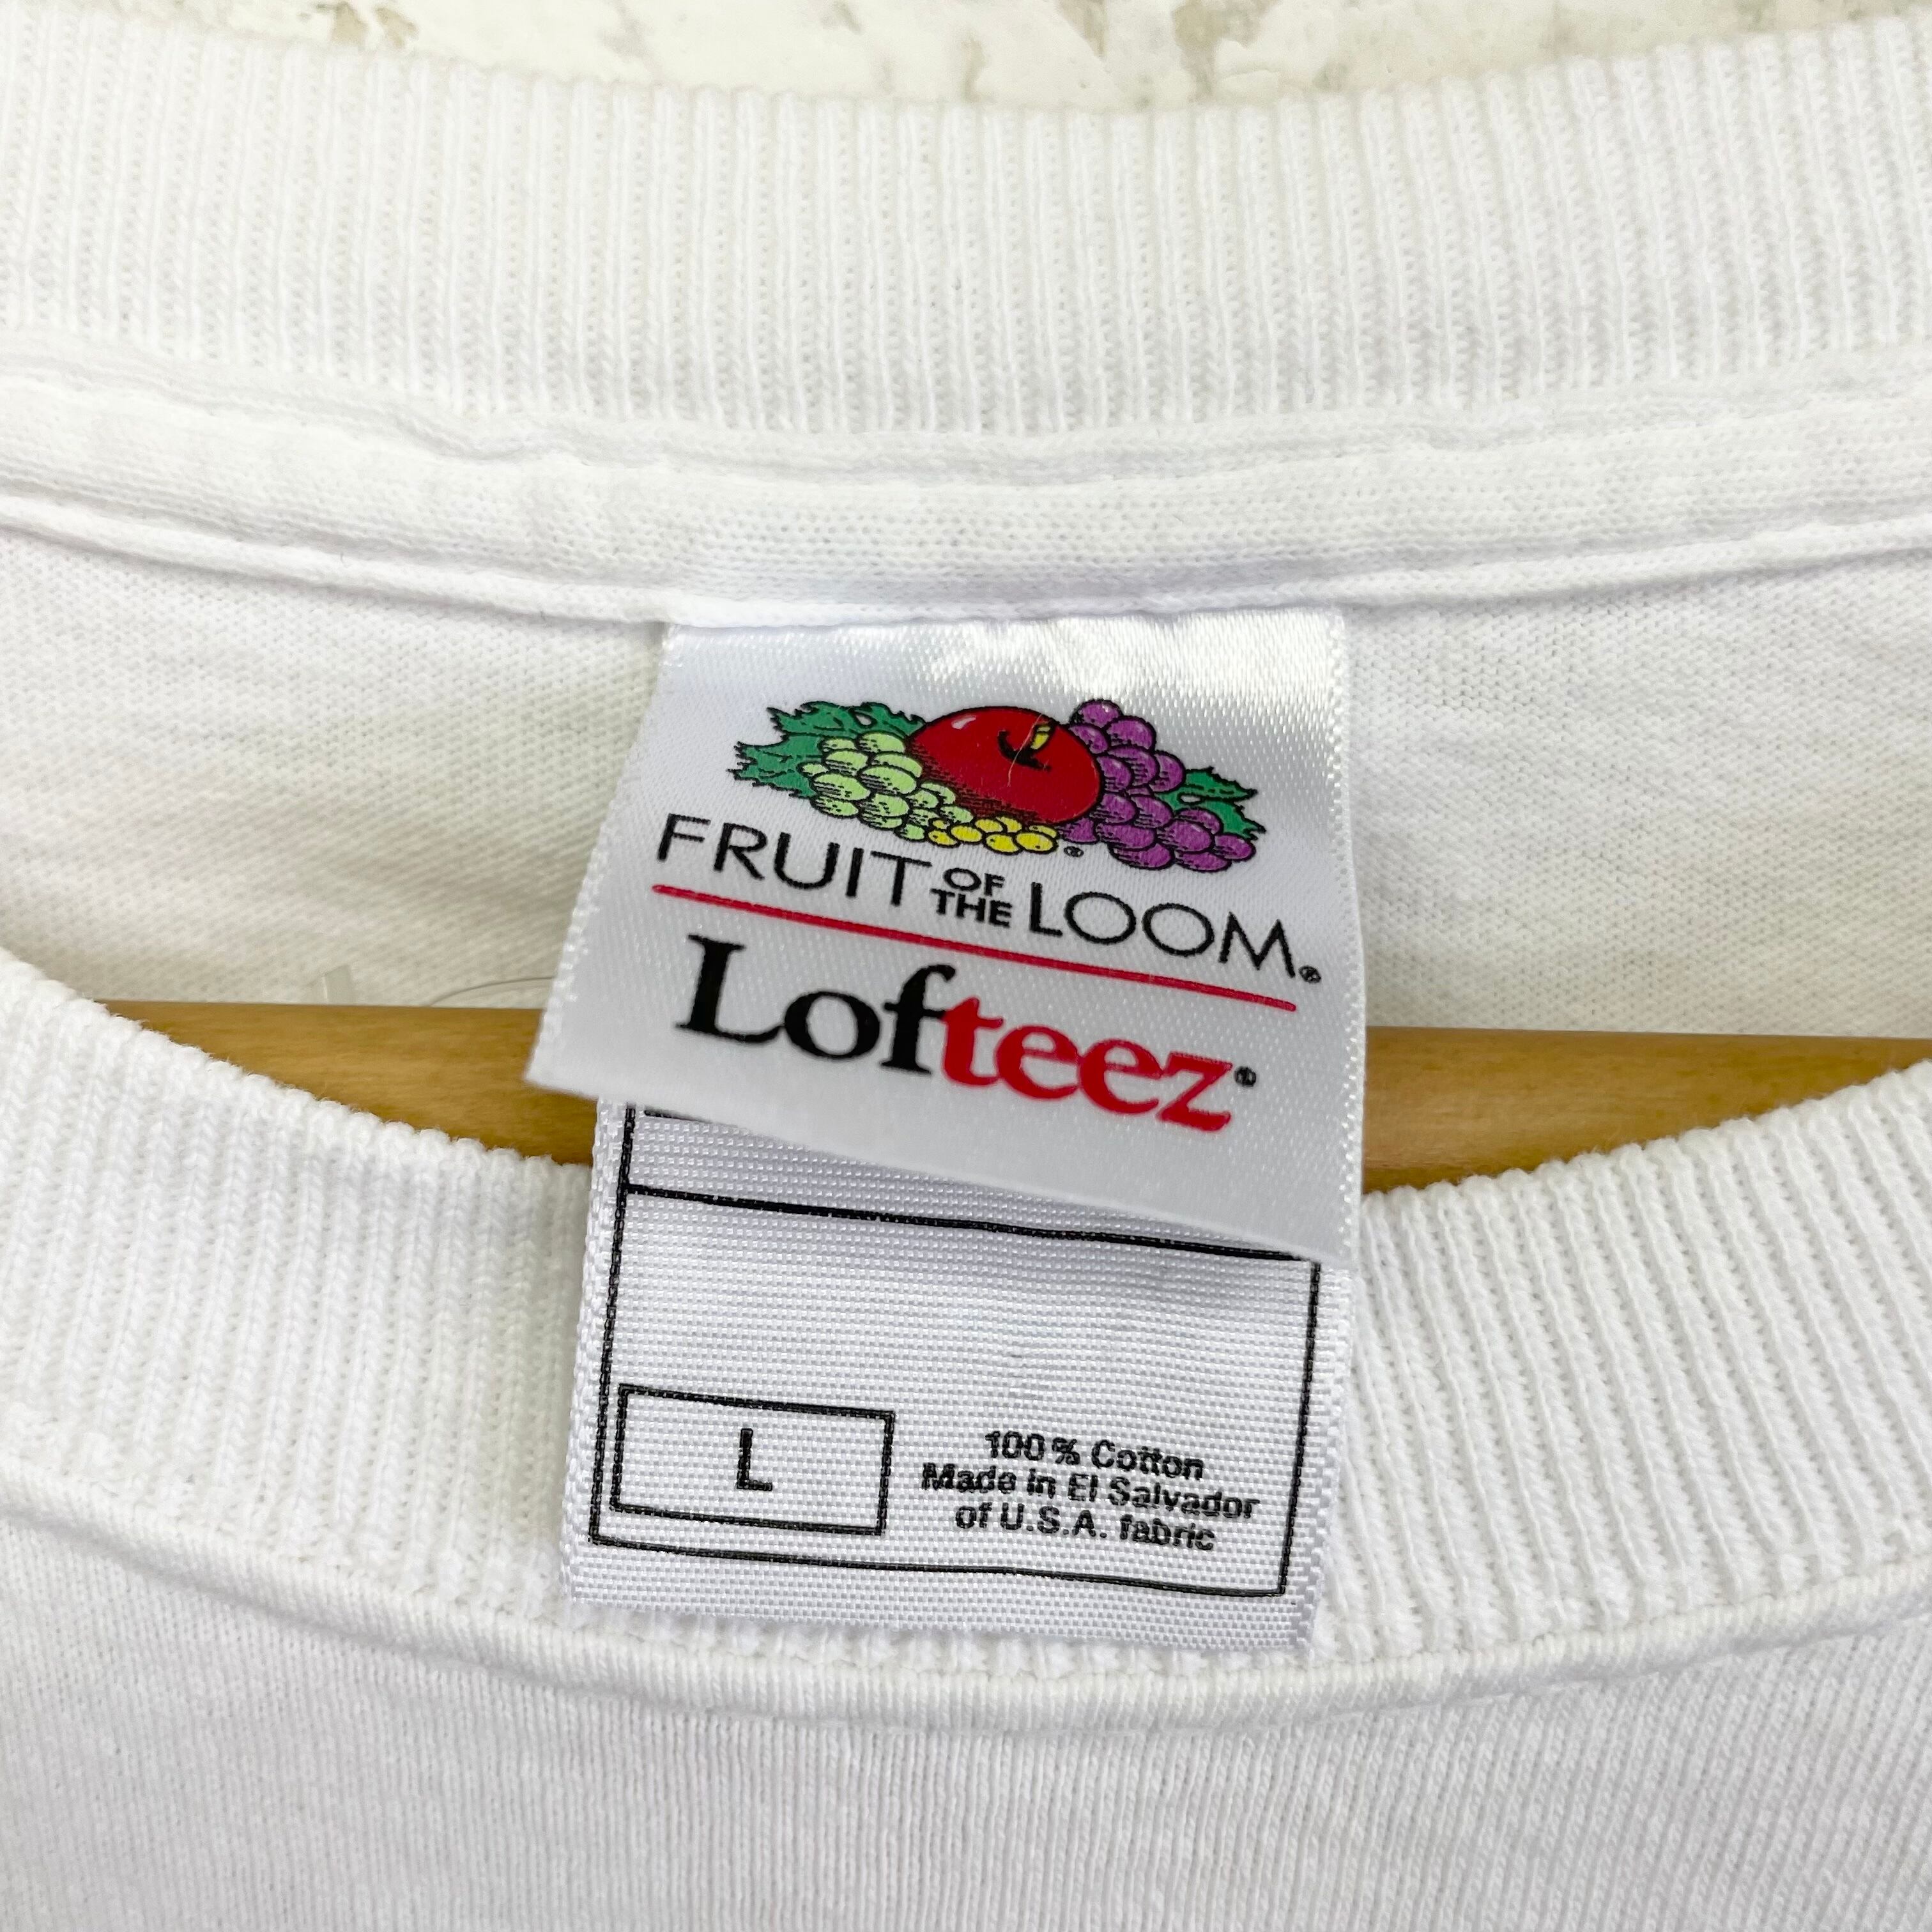 FRUIT OF THE LOOM®
Lofteez®
L
100% Cotton
Made in El Salvador
of U.S.A. fabric